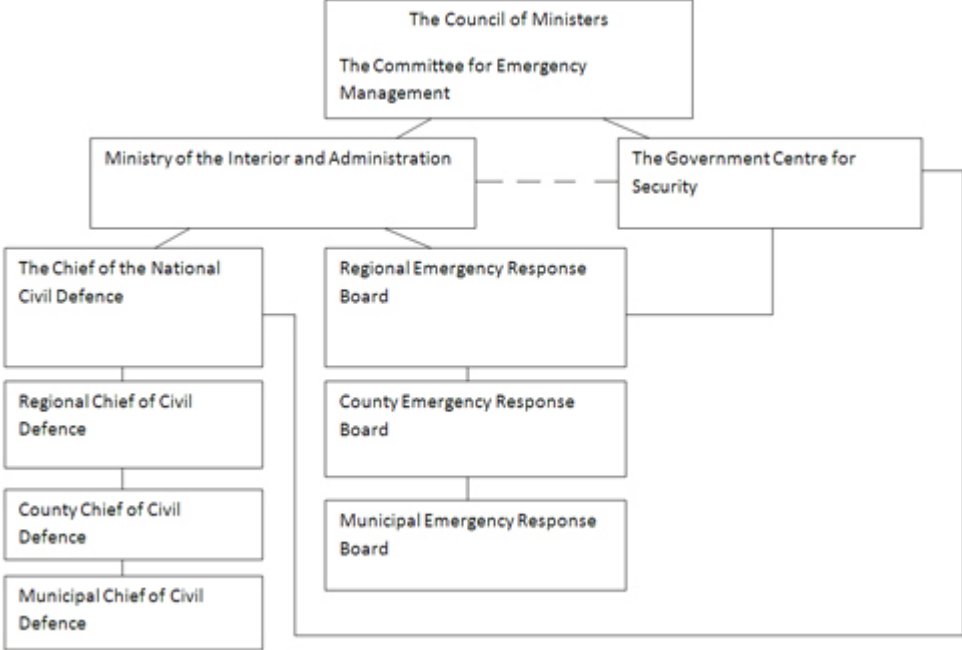 The Council of Ministers
The Committee for Emergency
Management
Ministry of the Interior and Administration
The Government Centre for
Security
The Chief of the National
Civil Defence
Regional Emergency Response
Board
Regional Chief of Civil
Defence
County Emergency Response
Board
County Chief of Civil
Defence
Municipal Emergency Response
Board
Municipal Chief of Civil
Defence